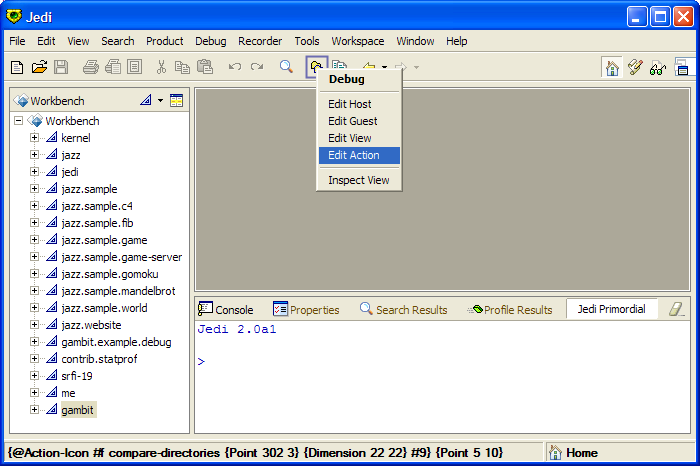 Jedi
File Edit View Search Product Debug Recorder Tools Workspace Window Help
Debug
Edit Host
Edit Guest
Edit View
Edit Action
Inspect View
Workbench
Workbench
kernel
jazz
jedi
jazz.sample
jazz.sample.c4
jazz.sample.fib
jazz.sample.game
jazz.sample.game-server
jazz.sample.gomoku
jazz.sample.mandelbrot
jazz.sample.world
jazz.website
gambit.example.debug
contrib.statprof
srfi-19
me
gambit
Console Properties Search Results Profile Results Jedi Primordial
Jedi 2.0a1
>
{@Action-Icon #f compare-directories {Point 302 3} {Dimension 22 22} #9} {Point 5 10} Home